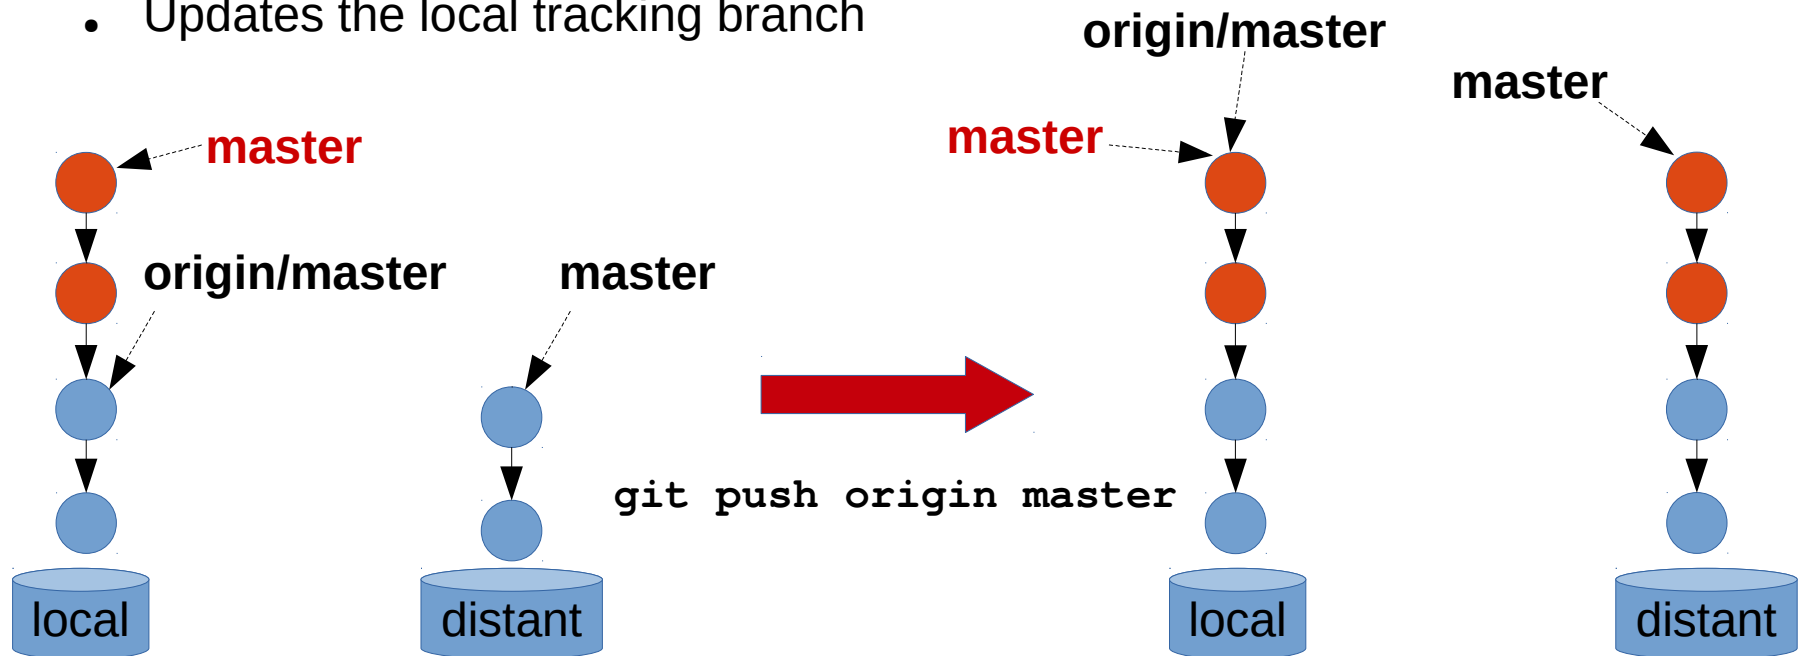 • Updates the local tracking branch
origin/master
master
master
master
origin/master
master
git push origin master
local
distant
local
distant